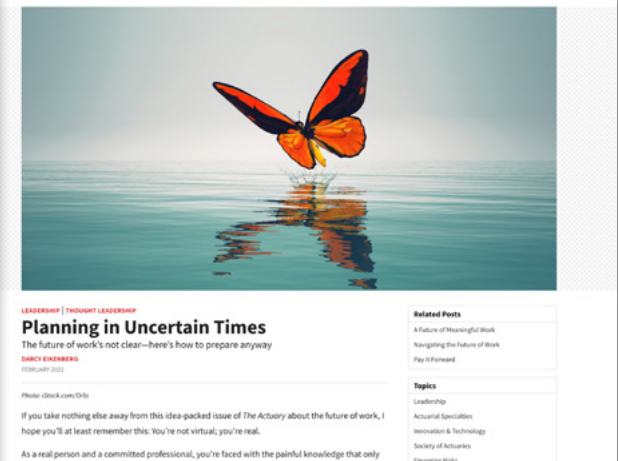 LEADERSHIP | THOUGHT LEADERSHIP
Planning in Uncertain Times
The future of work's not clear—here's how to prepare anyway
DARCY EIKENBERG
FEBRUARY 2022
Photo: iStock.com/Orla
If you take nothing else away from this idea-packed issue of The Actuary about the future of work, I
hope you'll at least remember this: You're not virtual; you're real.
As a real person and a committed professional, you're faced with the painful knowledge that only
Related Posts
A Future of Meaningful Work
Navigating the Future of Work
Pay It Forward
Topics
Leadership
Actuarial Specialties
Innovation & Technology
Society of Actuaries